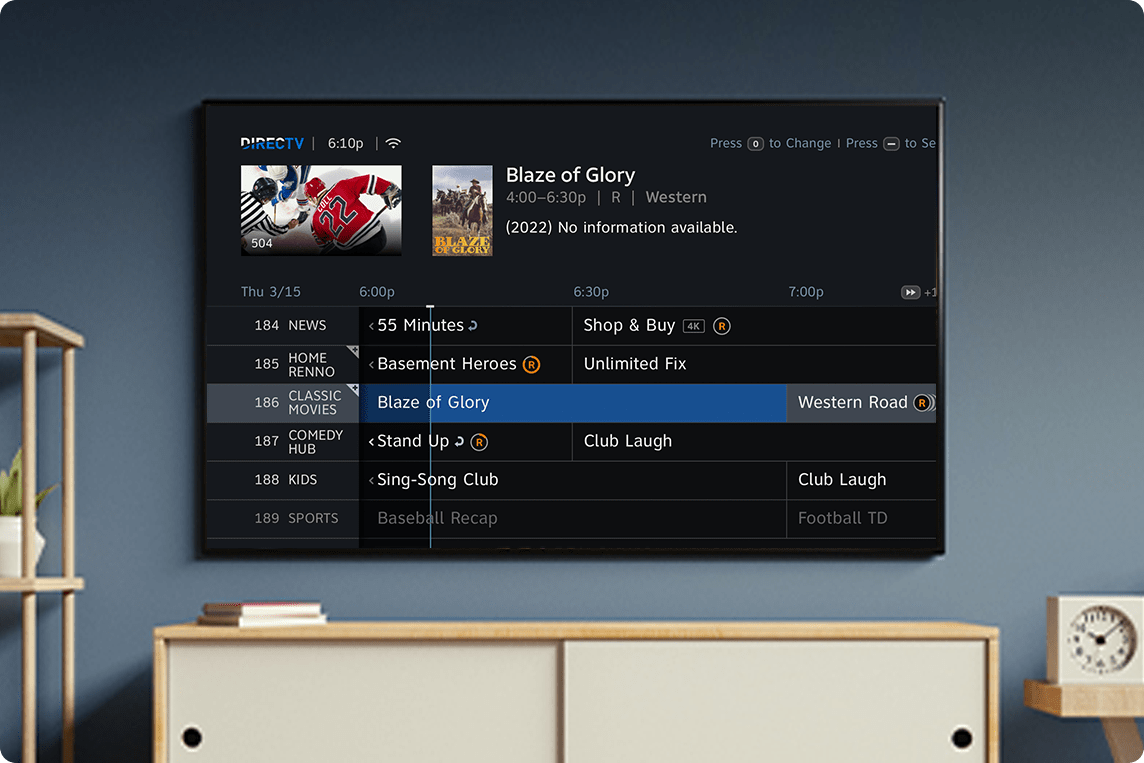 DIRECTV | 6:10p |
Press 0 to Change | Press — to Se
504
22
BLAZE
OF GLORY
Blaze of Glory
4:00–6:30p | R | Western
(2022) No information available.
Thu 3/15 6:00p 6:30p 7:00p +1
184 NEWS ‹ 55 Minutes Shop & Buy 4K R
185 HOME RENNO ‹ Basement Heroes R Unlimited Fix
186 CLASSIC MOVIES Blaze of Glory Western Road R
187 COMEDY HUB ‹ Stand Up R Club Laugh
188 KIDS ‹ Sing-Song Club Club Laugh
189 SPORTS Baseball Recap Football TD